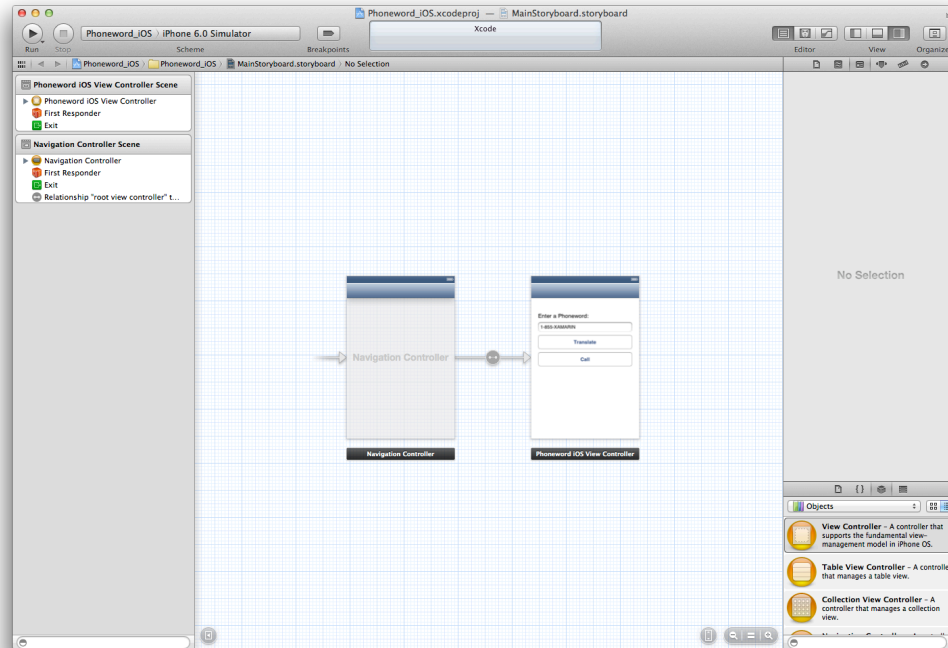 Phoneword_iOS.xcodeproj — MainStoryboard.storyboard
Phoneword_iOS iPhone 6.0 Simulator
Xcode
Run Stop Scheme Breakpoints Editor View Organize
Phoneword_iOS Phoneword_iOS MainStoryboard.storyboard No Selection
Phoneword iOS View Controller Scene
Phoneword iOS View Controller
First Responder
Exit
Navigation Controller Scene
Navigation Controller
First Responder
Exit
Relationship "root view controller" t...
Navigation Controller
Navigation Controller
Enter a Phoneword:
1-855-XAMARIN
Translate
Call
Phoneword iOS View Controller
No Selection
{ }
Objects
View Controller – A controller that
supports the fundamental view-
management model in iPhone OS.
Table View Controller – A controlle
that manages a table view.
Collection View Controller – A
controller that manages a collection
view.